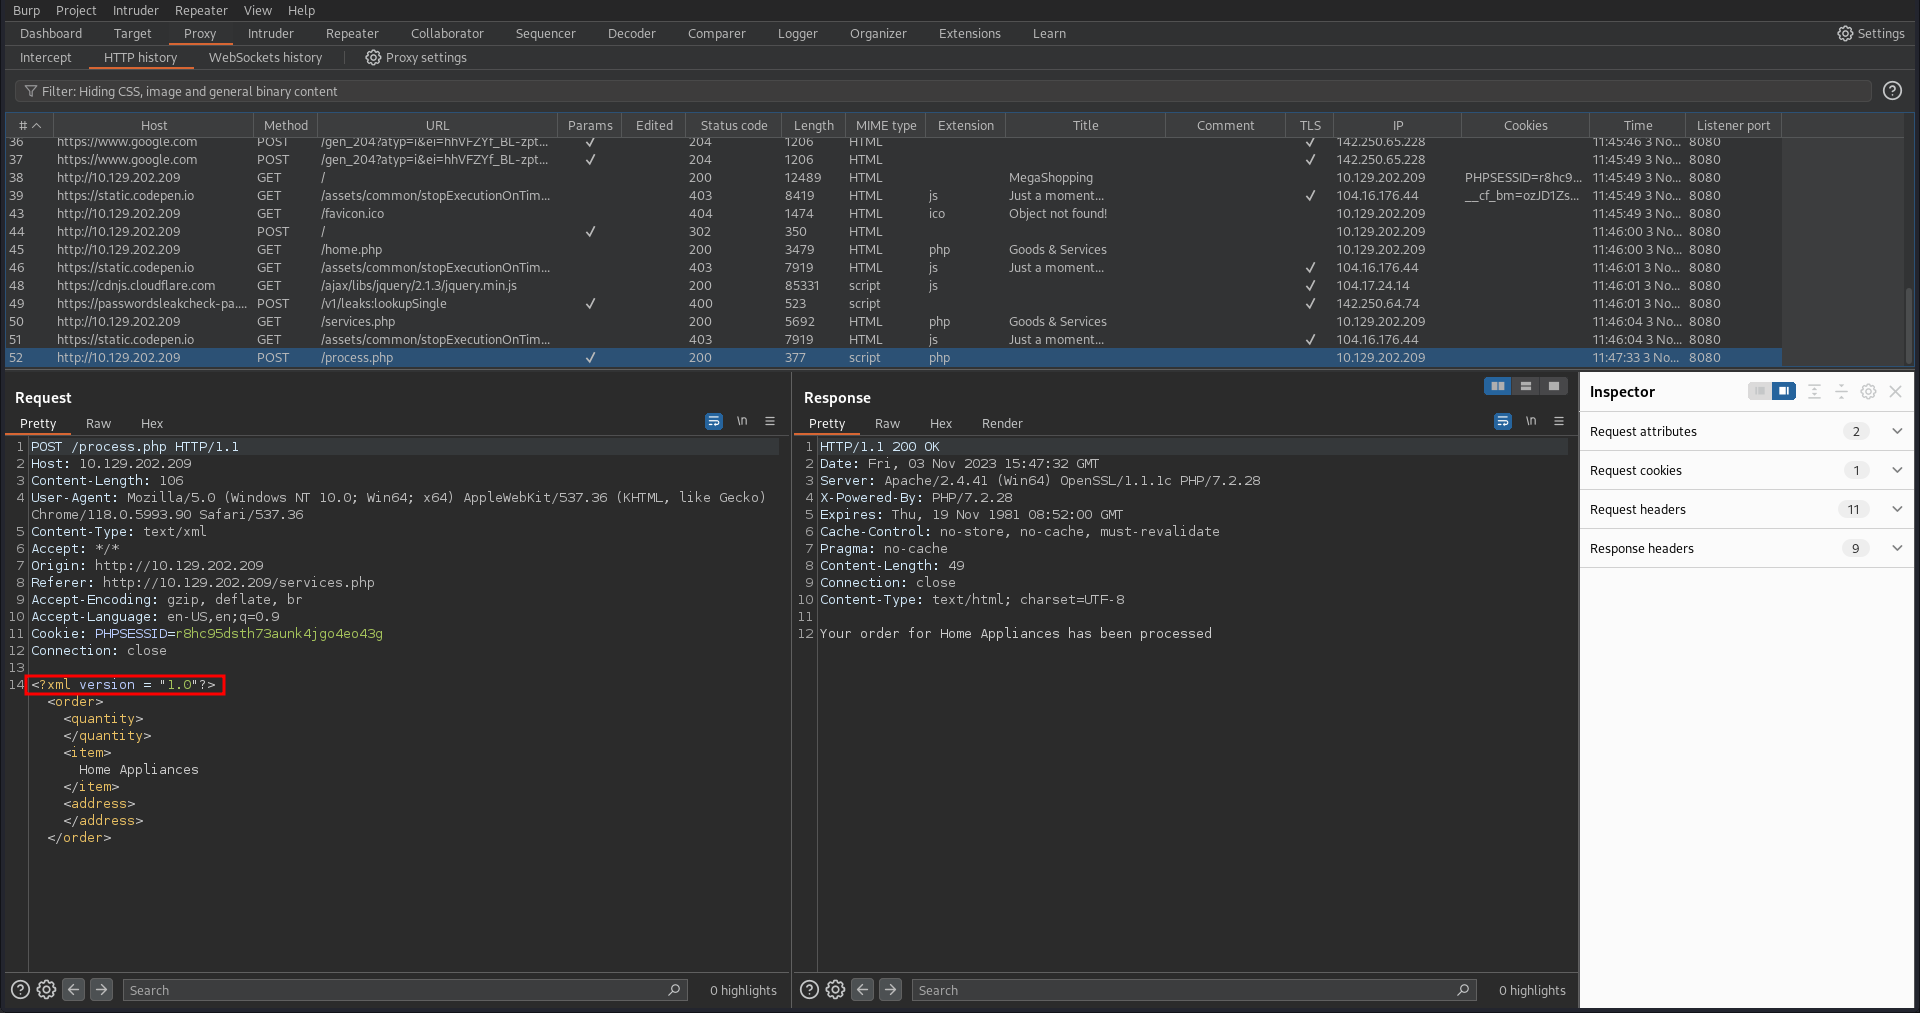 Burp Project Intruder Repeater View Help
Dashboard Target Proxy Intruder Repeater Collaborator Sequencer Decoder Comparer Logger Organizer Extensions Learn Settings
Intercept HTTP history WebSockets history Proxy settings
Filter: Hiding CSS, image and general binary content
# Host Method URL Params Edited Status code Length MIME type Extension Title Comment TLS IP Cookies Time Listener port
36 https://www.google.com POST /gen_204?atyp=i&ei=hhVFZYf_BL-zpt... ✓ 204 1206 HTML ✓ 142.250.65.228 11:45:46 3 No... 8080
37 https://www.google.com POST /gen_204?atyp=i&ei=hhVFZYf_BL-zpt... ✓ 204 1206 HTML ✓ 142.250.65.228 11:45:49 3 No... 8080
38 http://10.129.202.209 GET / 200 12489 HTML MegaShopping 10.129.202.209 PHPSESSID=r8hc9... 11:45:49 3 No... 8080
39 https://static.codepen.io GET /assets/common/stopExecutionOnTim... 403 8419 HTML js Just a moment... ✓ 104.16.176.44 __cf_bm=ozJD1Zs... 11:45:49 3 No... 8080
43 http://10.129.202.209 GET /favicon.ico 404 1474 HTML ico Object not found! 10.129.202.209 11:45:49 3 No... 8080
44 http://10.129.202.209 POST / ✓ 302 350 HTML 10.129.202.209 11:46:00 3 No... 8080
45 http://10.129.202.209 GET /home.php 200 3479 HTML php Goods & Services 10.129.202.209 11:46:00 3 No... 8080
46 https://static.codepen.io GET /assets/common/stopExecutionOnTim... 403 7919 HTML js Just a moment... ✓ 104.16.176.44 11:46:01 3 No... 8080
48 https://cdnjs.cloudflare.com GET /ajax/libs/jquery/2.1.3/jquery.min.js 200 85331 script js ✓ 104.17.24.14 11:46:01 3 No... 8080
49 https://passwordsleakcheck-pa.... POST /v1/leaks:lookupSingle ✓ 400 523 script ✓ 142.250.64.74 11:46:01 3 No... 8080
50 http://10.129.202.209 GET /services.php 200 5692 HTML php Goods & Services 10.129.202.209 11:46:04 3 No... 8080
51 https://static.codepen.io GET /assets/common/stopExecutionOnTim... 403 7919 HTML js Just a moment... ✓ 104.16.176.44 11:46:04 3 No... 8080
52 http://10.129.202.209 POST /process.php ✓ 200 377 script php 10.129.202.209 11:47:33 3 No... 8080
Request
Pretty Raw Hex \n
1 POST /process.php HTTP/1.1
2 Host: 10.129.202.209
3 Content-Length: 106
4 User-Agent: Mozilla/5.0 (Windows NT 10.0; Win64; x64) AppleWebKit/537.36 (KHTML, like Gecko)
Chrome/118.0.5993.90 Safari/537.36
5 Content-Type: text/xml
6 Accept: */*
7 Origin: http://10.129.202.209
8 Referer: http://10.129.202.209/services.php
9 Accept-Encoding: gzip, deflate, br
10 Accept-Language: en-US,en;q=0.9
11 Cookie: PHPSESSID=r8hc95dsth73aunk4jgo4eo43g
12 Connection: close
13
14 <?xml version = "1.0"?>
<order>
<quantity>
</quantity>
<item>
Home Appliances
</item>
<address>
</address>
</order>
Search 0 highlights
Response
Pretty Raw Hex Render \n
1 HTTP/1.1 200 OK
2 Date: Fri, 03 Nov 2023 15:47:32 GMT
3 Server: Apache/2.4.41 (Win64) OpenSSL/1.1.1c PHP/7.2.28
4 X-Powered-By: PHP/7.2.28
5 Expires: Thu, 19 Nov 1981 08:52:00 GMT
6 Cache-Control: no-store, no-cache, must-revalidate
7 Pragma: no-cache
8 Content-Length: 49
9 Connection: close
10 Content-Type: text/html; charset=UTF-8
11
12 Your order for Home Appliances has been processed
Search 0 highlights
Inspector
Request attributes 2
Request cookies 1
Request headers 11
Response headers 9